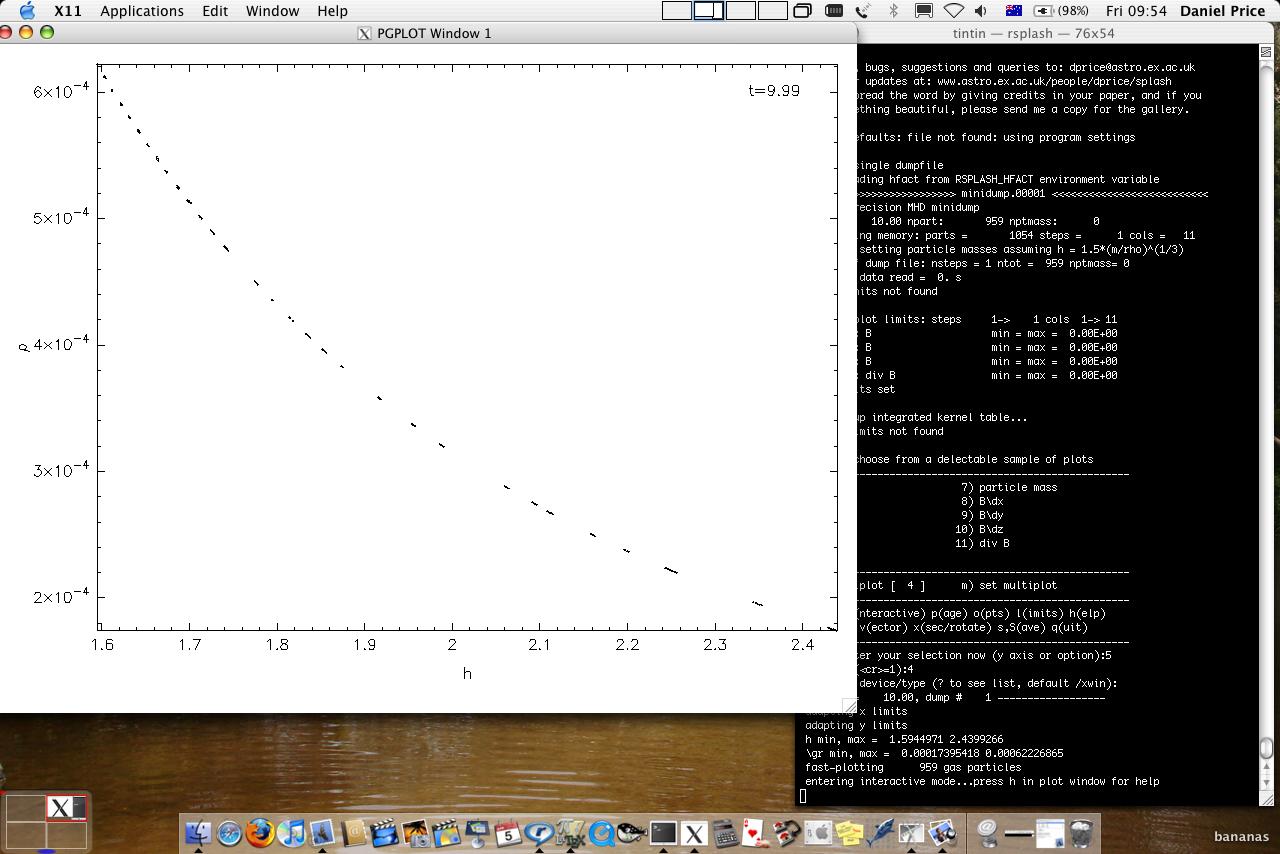 X11 Applications Edit Window Help
(98%) Fri 09:54 Daniel Price
X PGPLOT Window 1
tintin — rsplash — 76x54
t=9.99
6×10⁻⁴
5×10⁻⁴
4×10⁻⁴
3×10⁻⁴
2×10⁻⁴
ρ
1.6 1.7 1.8 1.9 2 2.1 2.2 2.3 2.4
h
, bugs, suggestions and queries to: dprice@astro.ex.ac.uk
updates at: www.astro.ex.ac.uk/people/dprice/splash
pread the word by giving credits in your paper, and if you
ething beautiful, please send me a copy for the gallery.
efaults: file not found: using program settings
single dumpfile
ding hfact from RSPLASH_HFACT environment variable
>>>>>>>>>>>>>>>> minidump.00001 <<<<<<<<<<<<<<<<<<<<<<<<
recision MHD minidump
10.00 npart: 959 nptmass: 0
ng memory: parts = 1054 steps = 1 cols = 11
setting particle masses assuming h = 1.5*(m/rho)^(1/3)
dump file: nsteps = 1 ntot = 959 nptmass= 0
data read = 0. s
mits not found
plot limits: steps 1-> 1 cols 1-> 11
: B min = max = 0.00E+00
: B min = max = 0.00E+00
: B min = max = 0.00E+00
: div B min = max = 0.00E+00
its set
up integrated kernel table...
imits not found
choose from a delectable sample of plots
7) particle mass
8) B\dx
9) B\dy
10) B\dz
11) div B
plot [ 4 ] m) set multiplot
nteractive) p(age) o(pts) l(imits) h(elp)
v(ector) x(sec/rotate) s,S(ave) q(uit)
ter your selection now (y axis or option):5
(<cr>=1):4
device/type (? to see list, default /xwin):
10.00, dump # 1 ------------------
adapting x limits
adapting y limits
h min, max = 1.5944971 2.4399266
\gr min, max = 0.00017395418 0.00062226865
fast-plotting 959 gas particles
entering interactive mode...press h in plot window for help
X
5
X
bananas